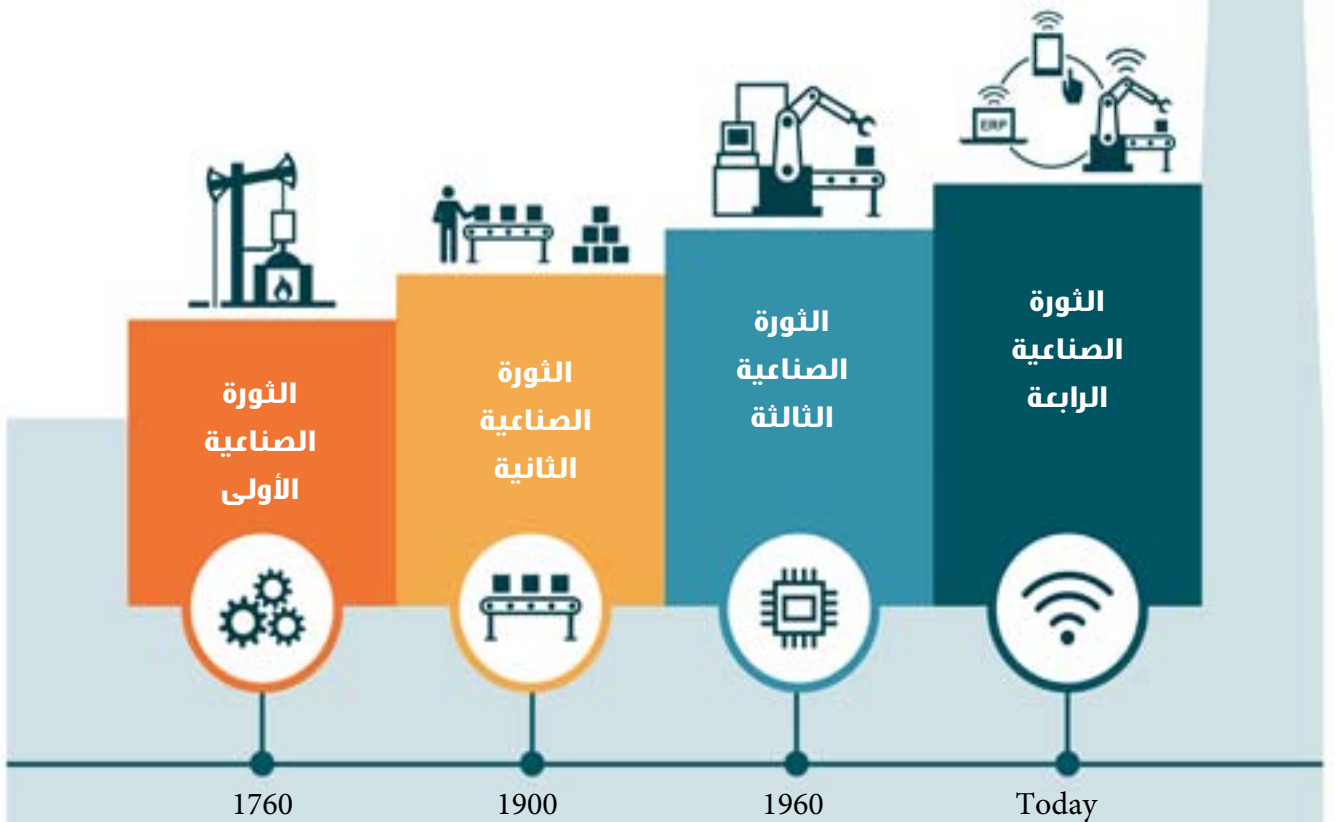 ERP
الثورة
الصناعية
الأولى
الثورة
الصناعية
الثانية
الثورة
الصناعية
الثالثة
الثورة
الصناعية
الرابعة
1760
1900
1960
Today